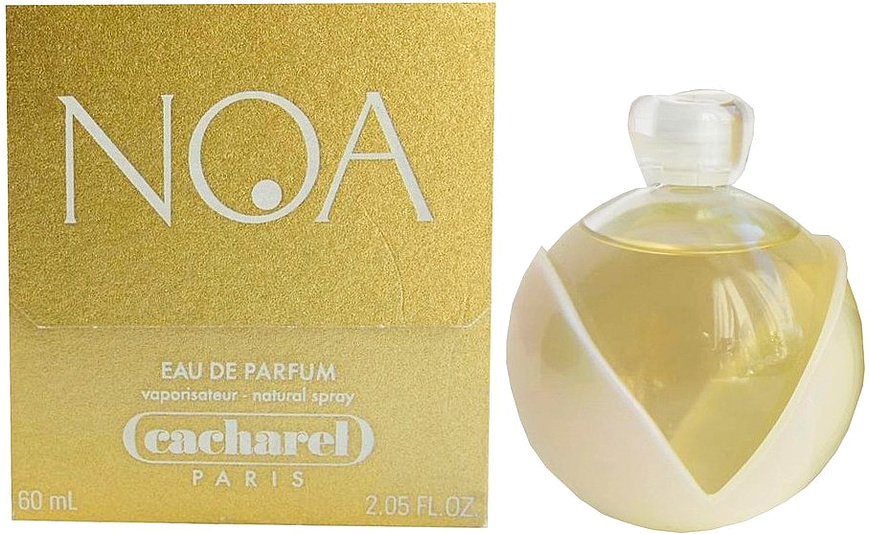 NOA
EAU DE PARFUM
vaporisateur - natural spray
cacharel
PARIS
60 mL 2.05 FL.OZ.